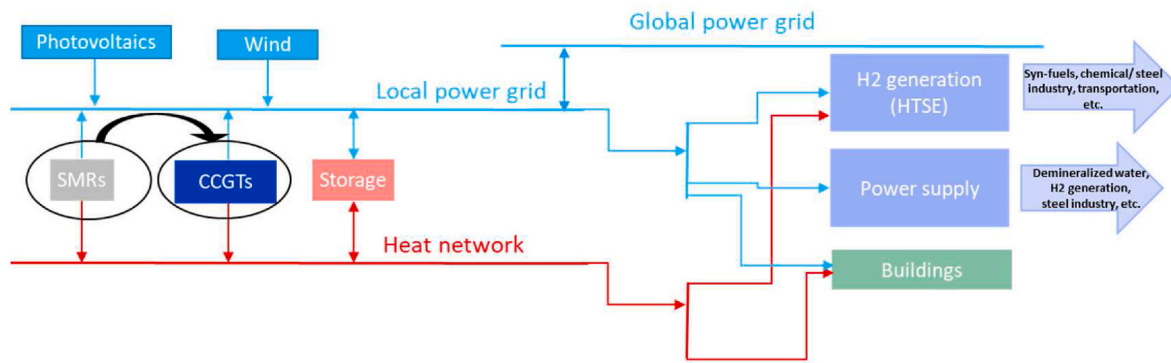 Global power grid
Photovoltaics
Wind
Local power grid
H2 generation
(HTSE)
Syn-fuels, chemical/ steel
industry, transportation,
etc.
SMRs
CCGTs
Storage
Power supply
Demineralized water,
H2 generation,
steel industry, etc.
Heat network
Buildings